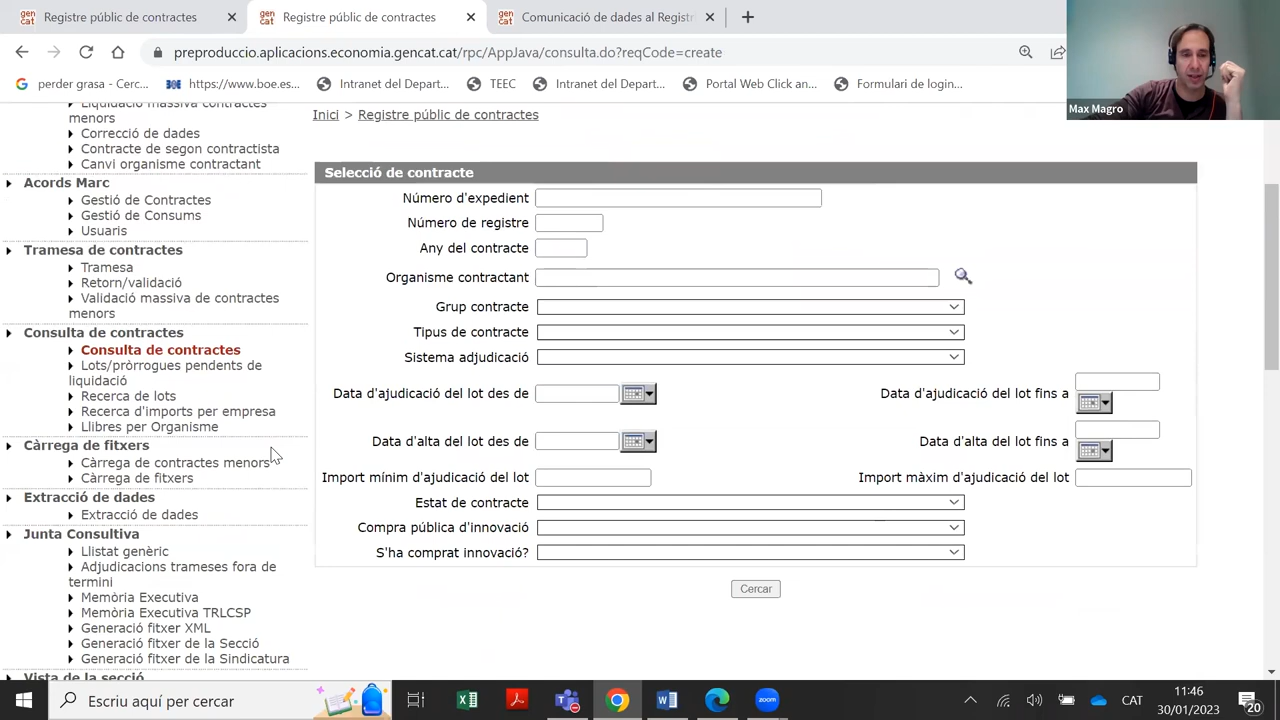 gen
cat
Registre públic de contractes
gen
cat
Registre públic de contractes
gen
cat
Comunicació de dades al Registr
preproduccio.aplicacions.economia.gencat.cat/rpc/AppJava/consulta.do?reqCode=create
perder grasa - Cerc...
https://www.boe.es...
Intranet del Depart...
TEEC
Intranet del Depart...
Portal Web Click an...
Formulari de login...
Max Magro
Liquidació massiva contractes
menors
Correcció de dades
Contracte de segon contractista
Canvi organisme contractant
Acords Marc
Gestió de Contractes
Gestió de Consums
Usuaris
Tramesa de contractes
Tramesa
Retorn/validació
Validació massiva de contractes
menors
Consulta de contractes
Consulta de contractes
Lots/pròrrogues pendents de
liquidació
Recerca de lots
Recerca d'imports per empresa
Llibres per Organisme
Càrrega de fitxers
Càrrega de contractes menors
Càrrega de fitxers
Extracció de dades
Extracció de dades
Junta Consultiva
Llistat genèric
Adjudicacions trameses fora de
termini
Memòria Executiva
Memòria Executiva TRLCSP
Generació fitxer XML
Generació fitxer de la Secció
Generació fitxer de la Sindicatura
Vista de la secció
Inici > Registre públic de contractes
Selecció de contracte
Número d'expedient
Número de registre
Any del contracte
Organisme contractant
Grup contracte
Tipus de contracte
Sistema adjudicació
Data d'ajudicació del lot des de
Data d'ajudicació del lot fins a
Data d'alta del lot des de
Data d'alta del lot fins a
Import mínim d'ajudicació del lot
Import màxim d'ajudicació del lot
Estat de contracte
Compra pública d'innovació
S'ha comprat innovació?
Cercar
Escriu aquí per cercar
zoom
CAT
11:46
30/01/2023
20